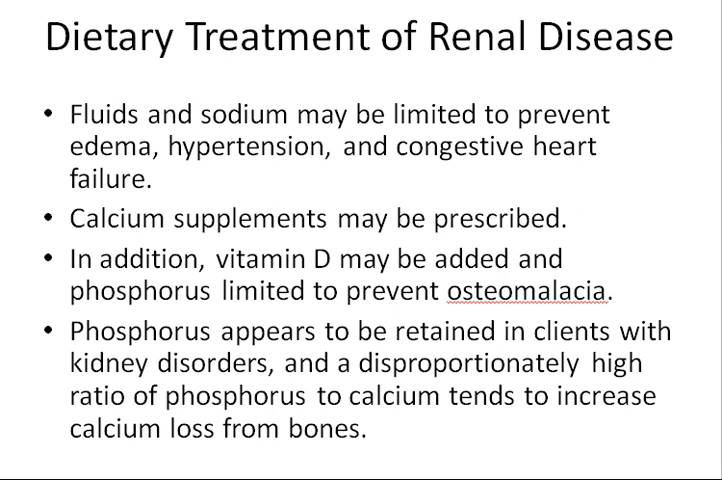 Dietary Treatment of Renal Disease
• Fluids and sodium may be limited to prevent
edema, hypertension, and congestive heart
failure.
• Calcium supplements may be prescribed.
• In addition, vitamin D may be added and
phosphorus limited to prevent osteomalacia.
• Phosphorus appears to be retained in clients with
kidney disorders, and a disproportionately high
ratio of phosphorus to calcium tends to increase
calcium loss from bones.